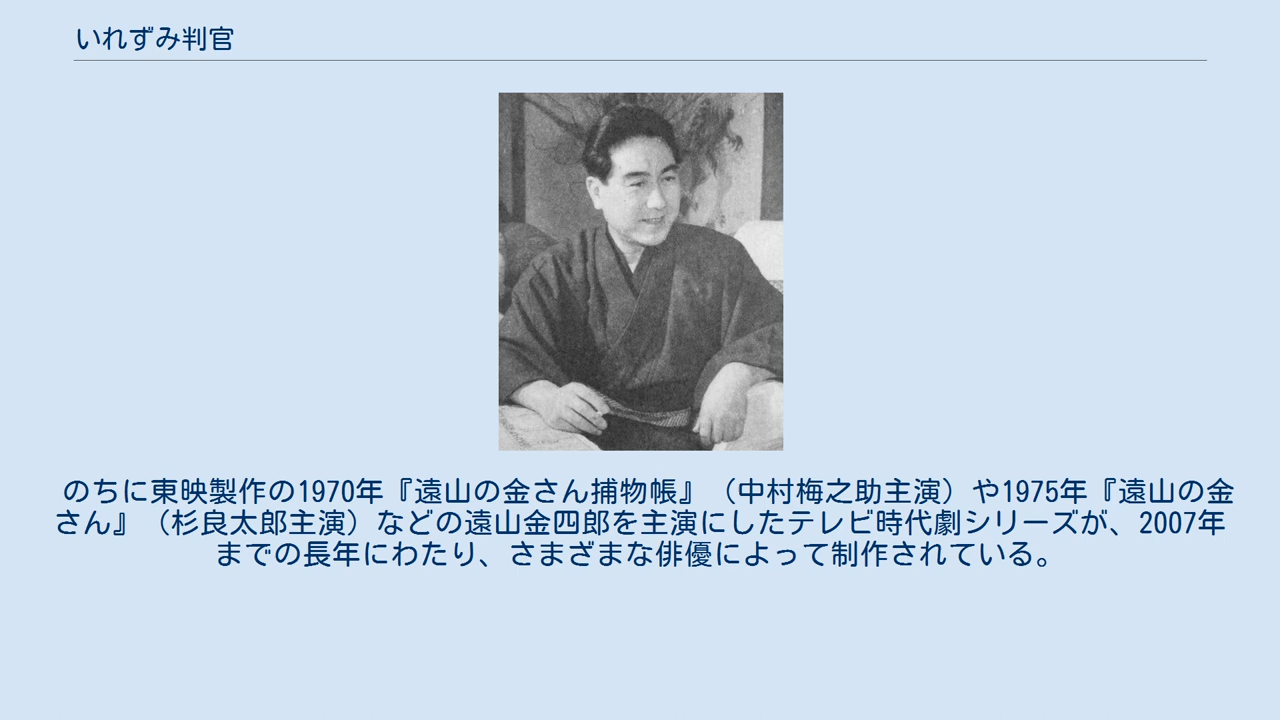 いれずみ判官
のちに東映製作の1970年『遠山の金さん捕物帳』（中村梅之助主演）や1975年『遠山の金
さん』（杉良太郎主演）などの遠山金四郎を主演にしたテレビ時代劇シリーズが、2007年
までの長年にわたり、さまざまな俳優によって制作されている。